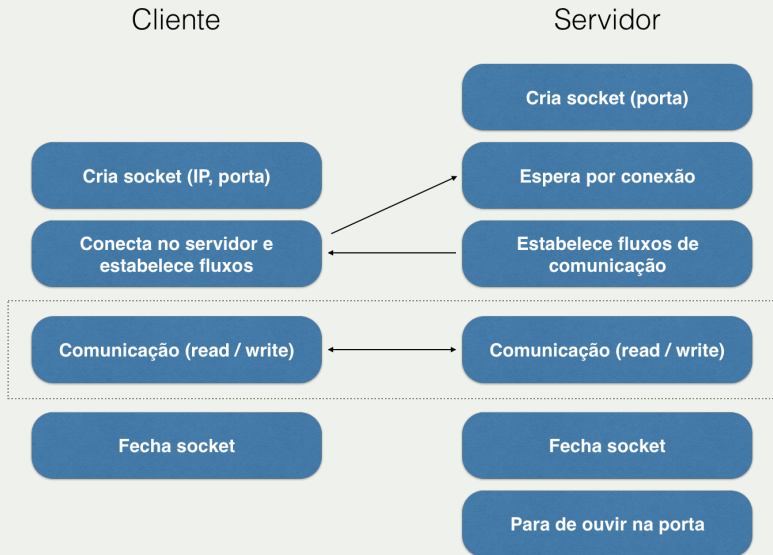 Cliente
Servidor
Cria socket (porta)
Cria socket (IP, porta)
Espera por conexão
Conecta no servidor e
estabelece fluxos
Estabelece fluxos de
comunicação
Comunicação (read / write)
Comunicação (read / write)
Fecha socket
Fecha socket
Para de ouvir na porta